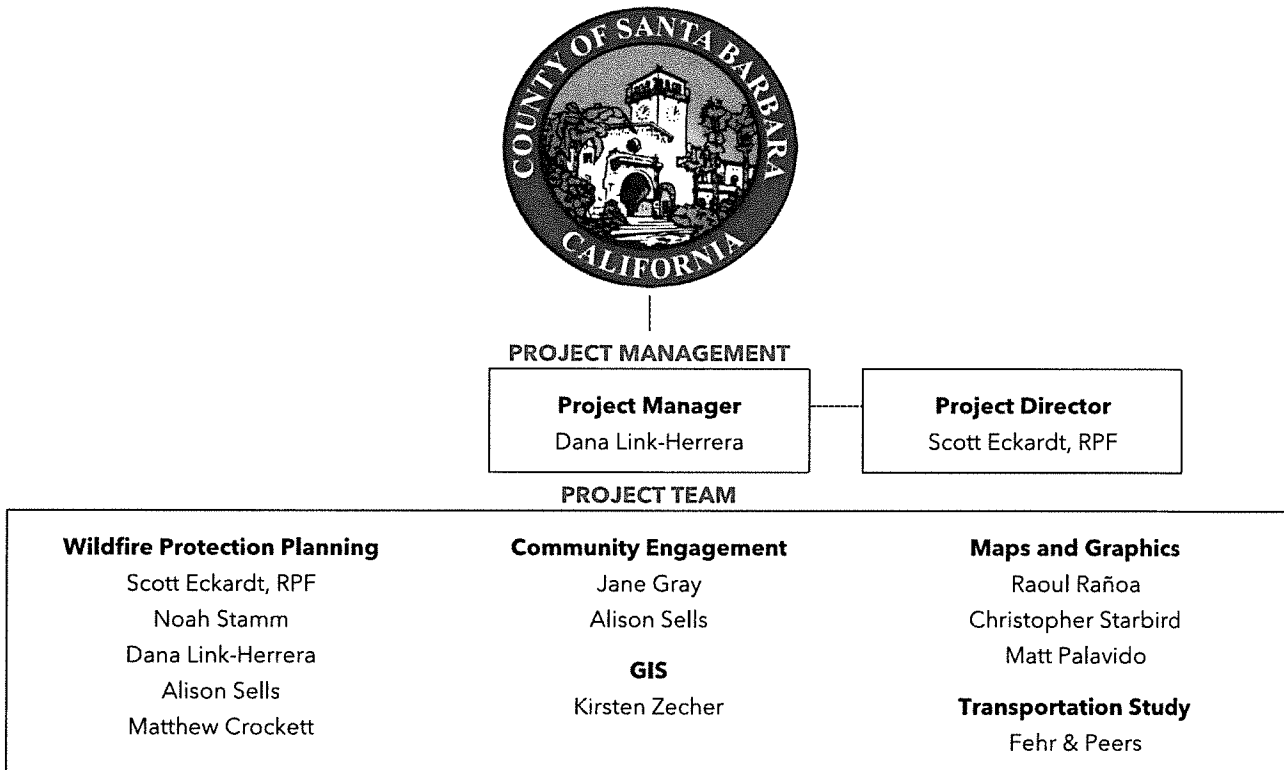 COUNTY OF SANTA BARBARA
CALIFORNIA
PROJECT MANAGEMENT
Project Manager
Dana Link-Herrera
Project Director
Scott Eckardt, RPF
PROJECT TEAM
Wildfire Protection Planning
Scott Eckardt, RPF
Noah Stamm
Dana Link-Herrera
Alison Sells
Matthew Crockett
Community Engagement
Jane Gray
Alison Sells
GIS
Kirsten Zecher
Maps and Graphics
Raoul Rañoa
Christopher Starbird
Matt Palavido
Transportation Study
Fehr & Peers